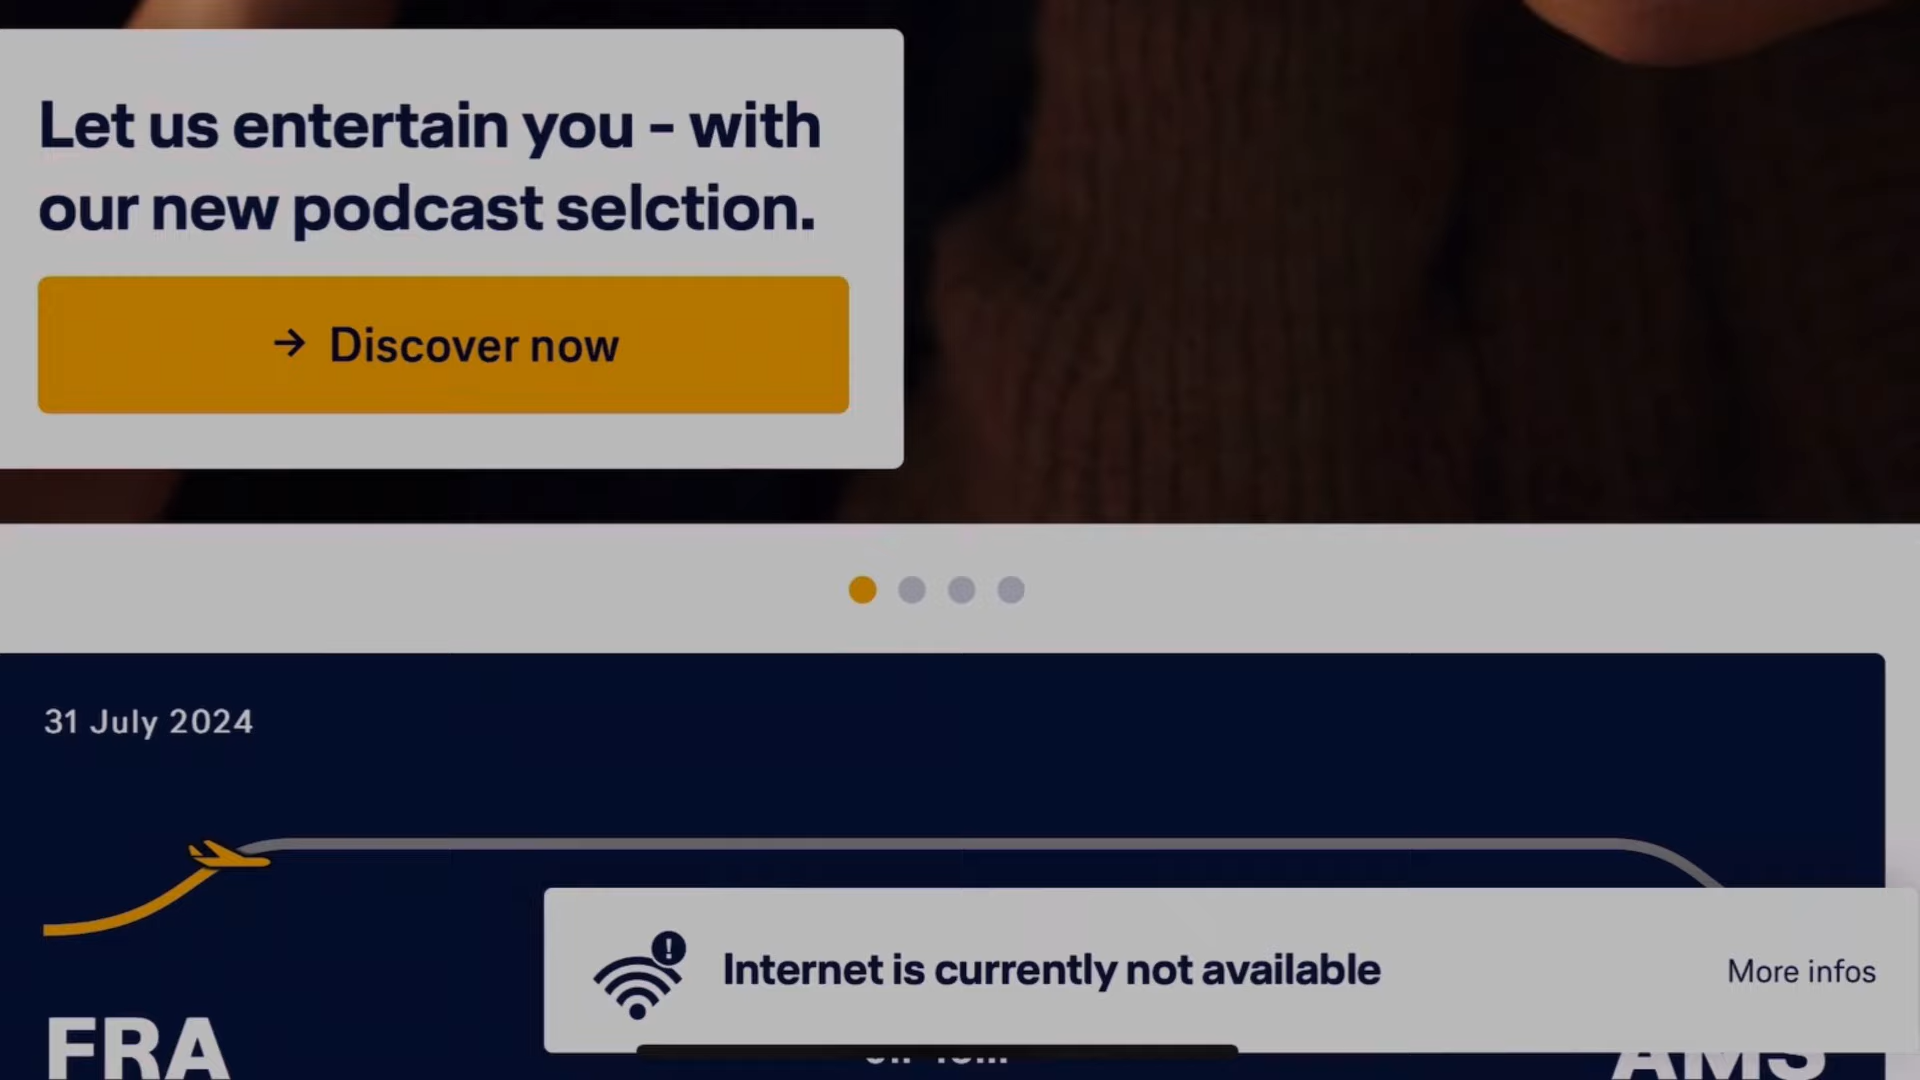 Let us entertain you - with
our new podcast selction.
→ Discover now
31 July 2024
Internet is currently not available
More infos
FRA
AMS